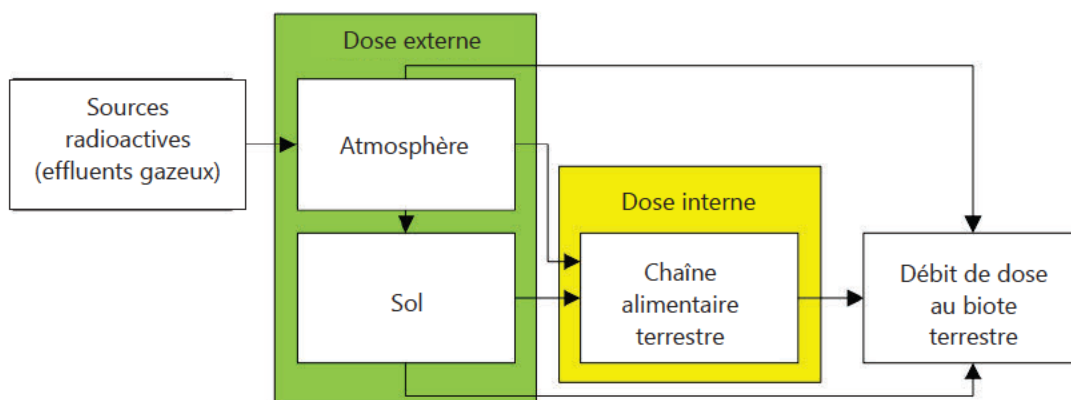 Dose externe
Sources
radioactives
(effluents gazeux)
Atmosphère
Dose interne
Sol
Chaîne
alimentaire
terrestre
Débit de dose
au biote
terrestre